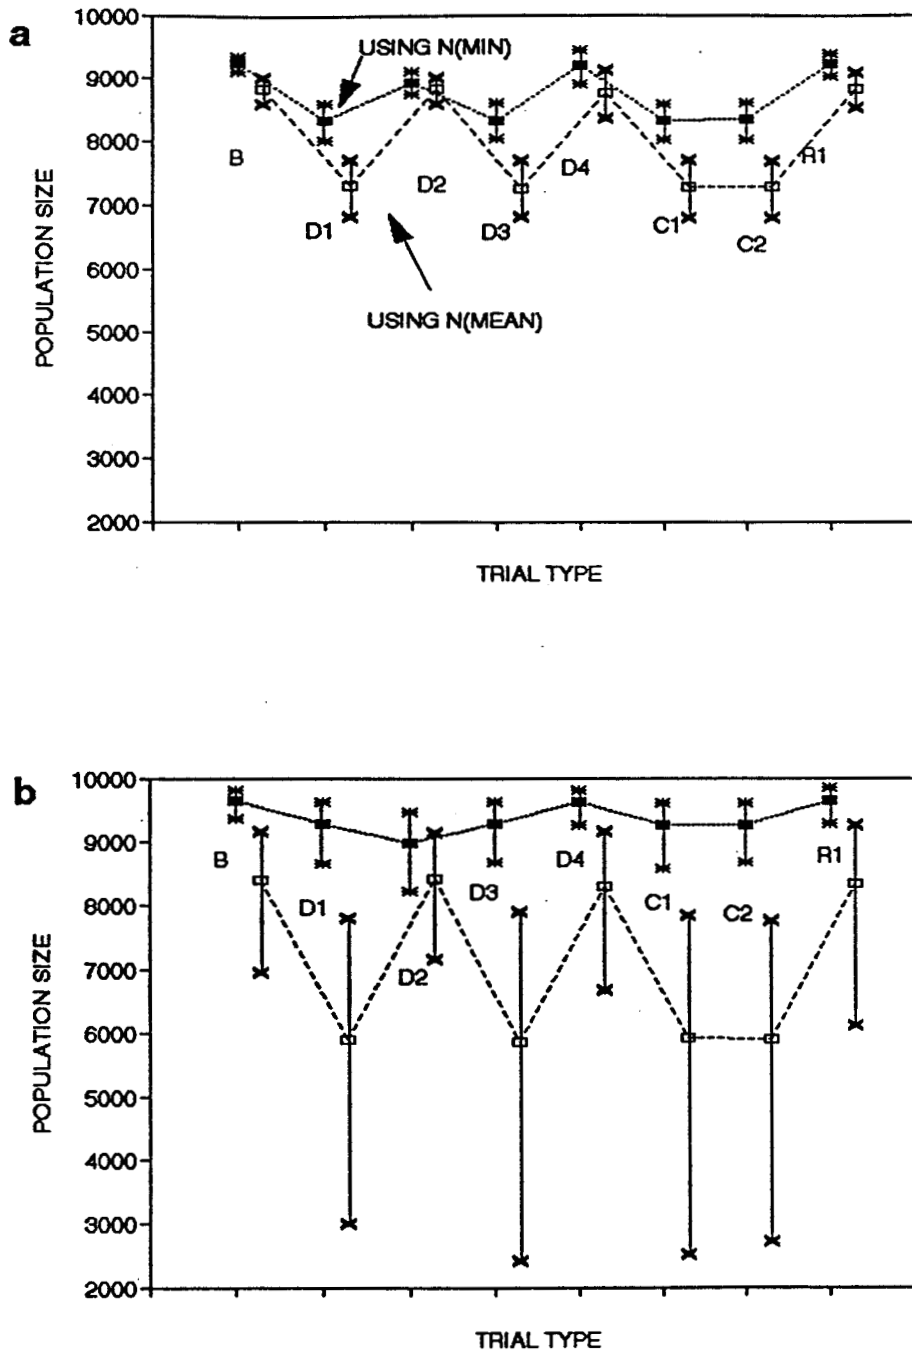 a
10000
9000
8000
7000
6000
5000
4000
3000
2000
POPULATION SIZE
USING N(MIN)
B
D1
D2
D3
D4
C1
C2
R1
USING N(MEAN)
TRIAL TYPE
b
10000
9000
8000
7000
6000
5000
4000
3000
2000
POPULATION SIZE
B
D1
D2
D3
D4
C1
C2
R1
TRIAL TYPE